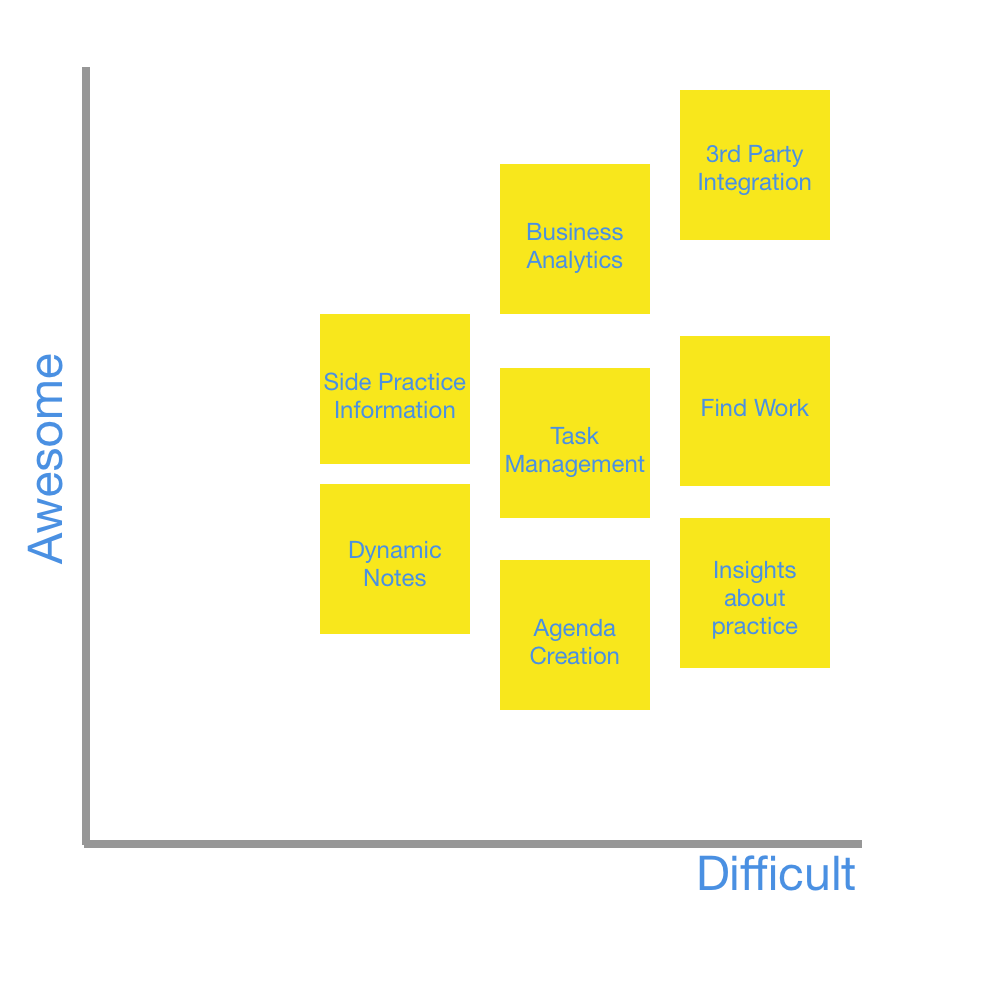 3rd Party
Integration
Business
Analytics
Side Practice
Information
Task
Management
Find Work
Dynamic
Notes
Agenda
Creation
Insights
about
practice
Awesome
Difficult